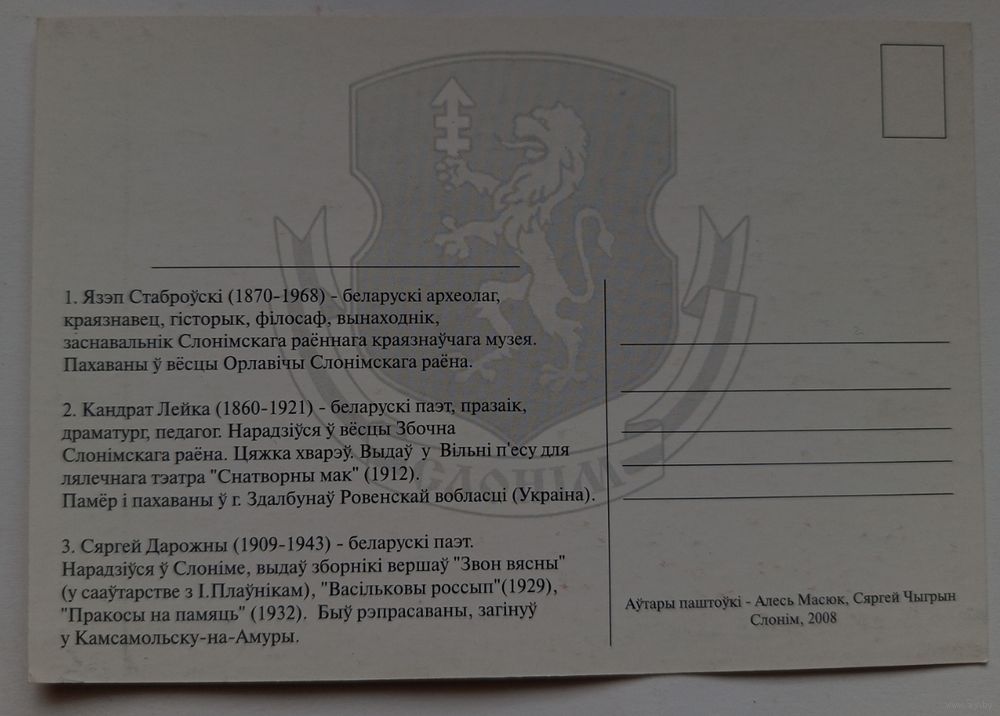 1. Язэп Стаброўскі (1870-1968) - беларускі археолаг,
краязнавец, гісторык, філосаф, вынаходнік,
заснавальнік Слонімскага раённага краязнаўчага музея.
Пахаваны ў вёсцы Орлавічы Слонімскага раёна.
2. Кандрат Лейка (1860-1921) - беларускі паэт, празаік,
драматург, педагог. Нарадзіўся ў вёсцы Збочна
Слонімскага раёна. Цяжка хварэў. Выдаў у Вільні п'есу для
лялечнага тэатра "Снатворны мак" (1912).
Памёр і пахаваны ў г. Здалбунаў Ровенскай вобласці (Украіна).
3. Сяргей Дарожны (1909-1943) - беларускі паэт.
Нарадзіўся ў Слоніме, выдаў зборнікі вершаў "Звон вясны"
(у сааўтарстве з І.Плаўнікам), "Васільковы россып"(1929),
"Пракосы на памяць" (1932). Быў рэпрасаваны, загінуў
у Камсамольску-на-Амуры.
СЛОНІМ
Аўтары паштоўкі - Алесь Масюк, Сяргей Чыгрын
Слонім, 2008